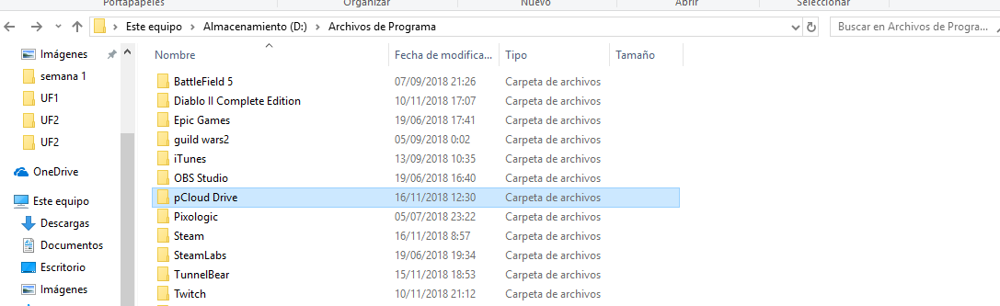 Portapapeles Organizar Nuevo Abrir Seleccionar
Este equipo Almacenamiento (D:) Archivos de Programa
Buscar en Archivos de Progra...
Imágenes
semana 1
UF1
UF2
UF2
OneDrive
Este equipo
Descargas
Documentos
Escritorio
Imágenes
Nombre Fecha de modifica... Tipo Tamaño
BattleField 5 07/09/2018 21:26 Carpeta de archivos
Diablo II Complete Edition 10/11/2018 17:07 Carpeta de archivos
Epic Games 19/06/2018 17:41 Carpeta de archivos
guild wars2 05/09/2018 0:02 Carpeta de archivos
iTunes 13/09/2018 10:35 Carpeta de archivos
OBS Studio 19/06/2018 16:40 Carpeta de archivos
pCloud Drive 16/11/2018 12:30 Carpeta de archivos
Pixologic 05/07/2018 23:22 Carpeta de archivos
Steam 16/11/2018 8:57 Carpeta de archivos
SteamLabs 19/06/2018 19:34 Carpeta de archivos
TunnelBear 15/11/2018 18:53 Carpeta de archivos
Twitch 10/11/2018 21:12 Carpeta de archivos